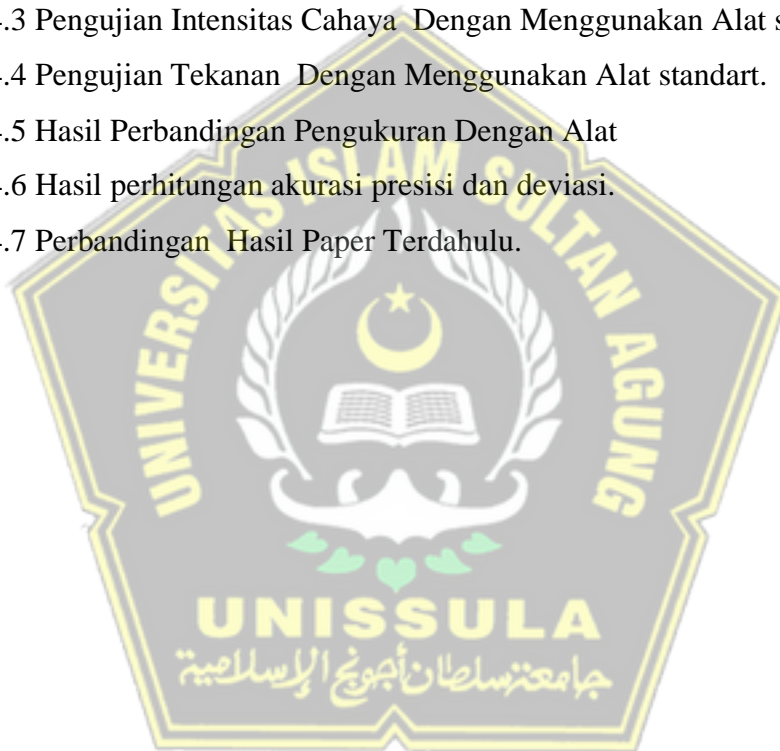 .3 Pengujian Intensitas Cahaya  Dengan Menggunakan Alat s
.4 Pengujian Tekanan  Dengan Menggunakan Alat standart.
.5 Hasil Perbandingan Pengukuran Dengan Alat
.6 Hasil perhitungan akurasi presisi dan deviasi.
.7 Perbandingan  Hasil Paper Terdahulu.
UNIVERSITAS ISLAM SULTAN AGUNG
UNISSULA
جامعة سلطان أجونج الإسلامية